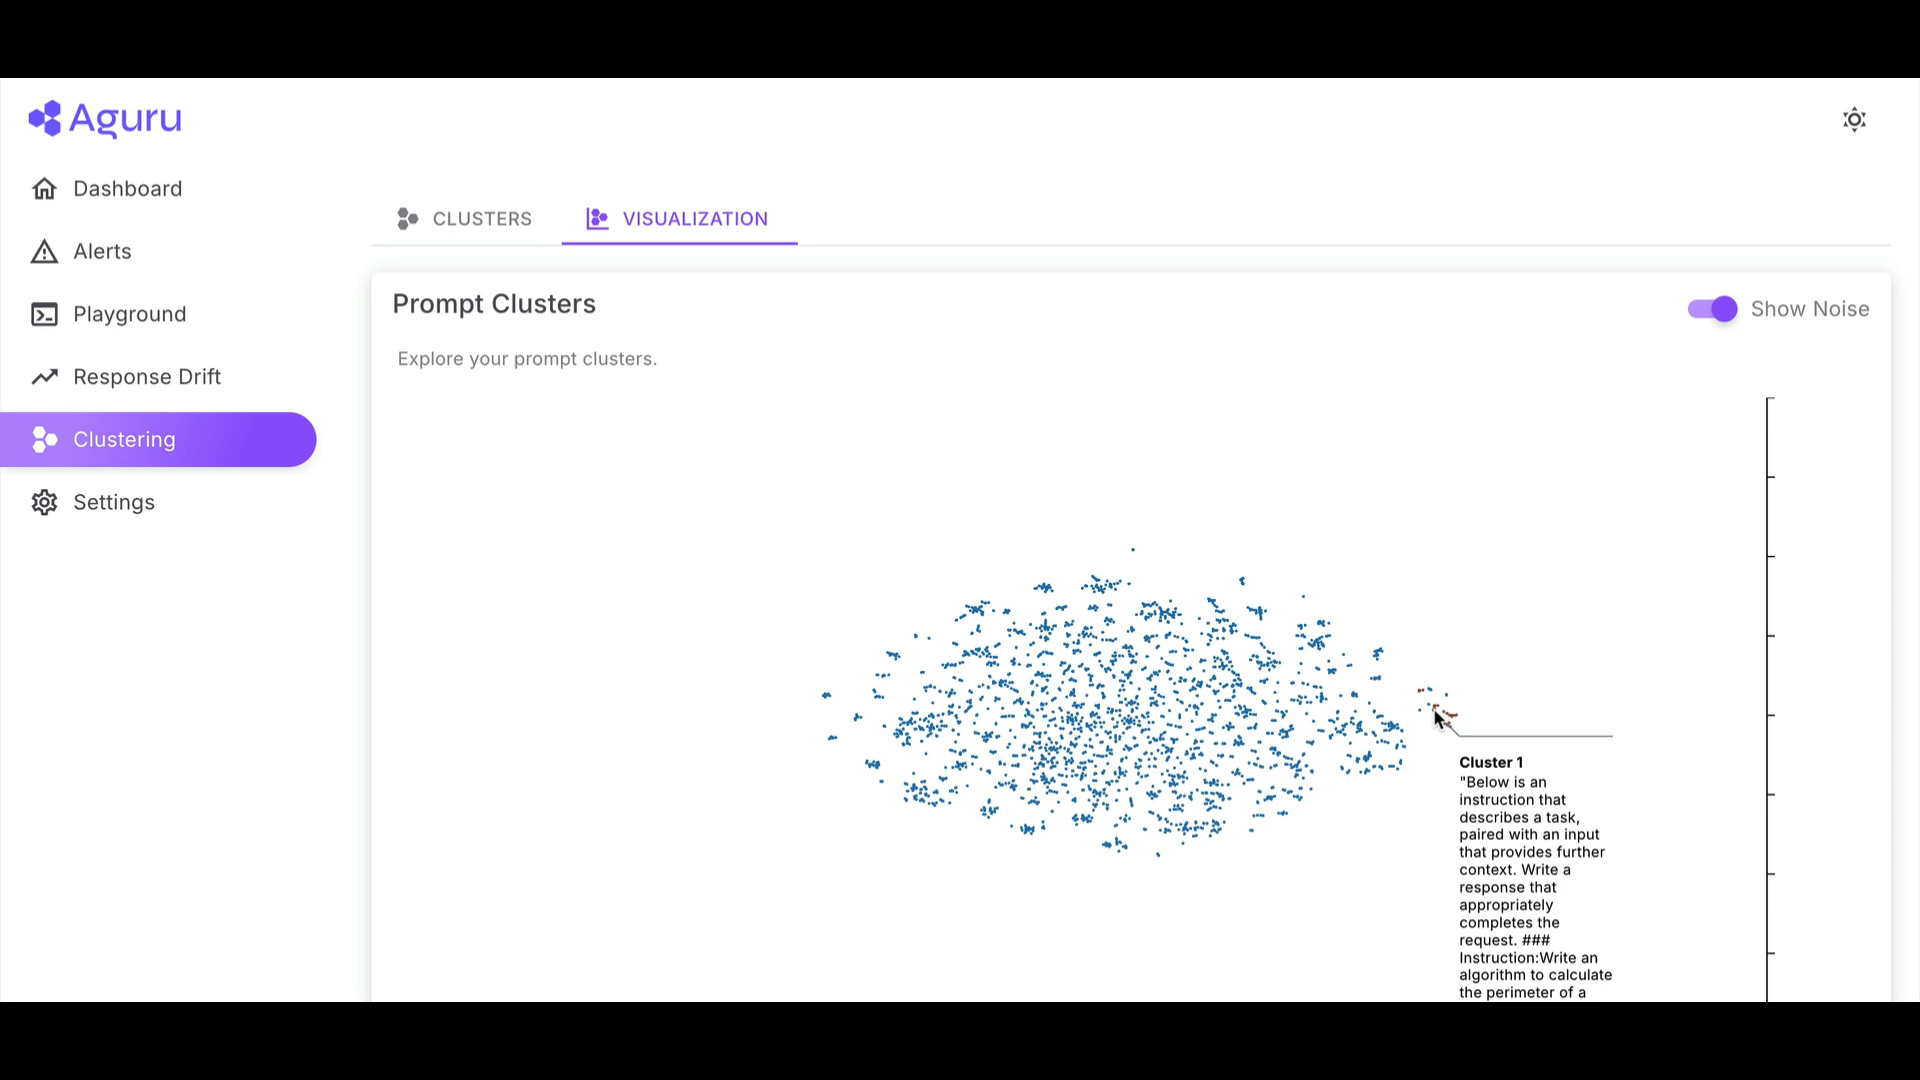 Aguru
Dashboard
Alerts
Playground
Response Drift
Clustering
Settings
CLUSTERS
VISUALIZATION
Prompt Clusters
Show Noise
Explore your prompt clusters.
Cluster 1
"Below is an
instruction that
describes a task,
paired with an input
that provides further
context. Write a
response that
appropriately
completes the
request. ###
Instruction:Write an
algorithm to calculate
the perimeter of a